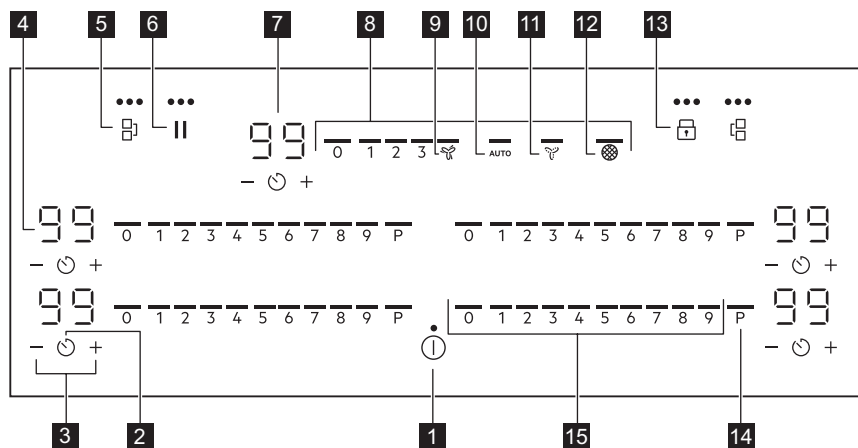 4 5 6 7 8 9 10 11 12 13
99 0 1 2 3 AUTO
− +
99 0 1 2 3 4 5 6 7 8 9 P 0 1 2 3 4 5 6 7 8 9 P 99
− + − +
99 0 1 2 3 4 5 6 7 8 9 P 0 1 2 3 4 5 6 7 8 9 P 99
− + − +
3 2 1 15 14